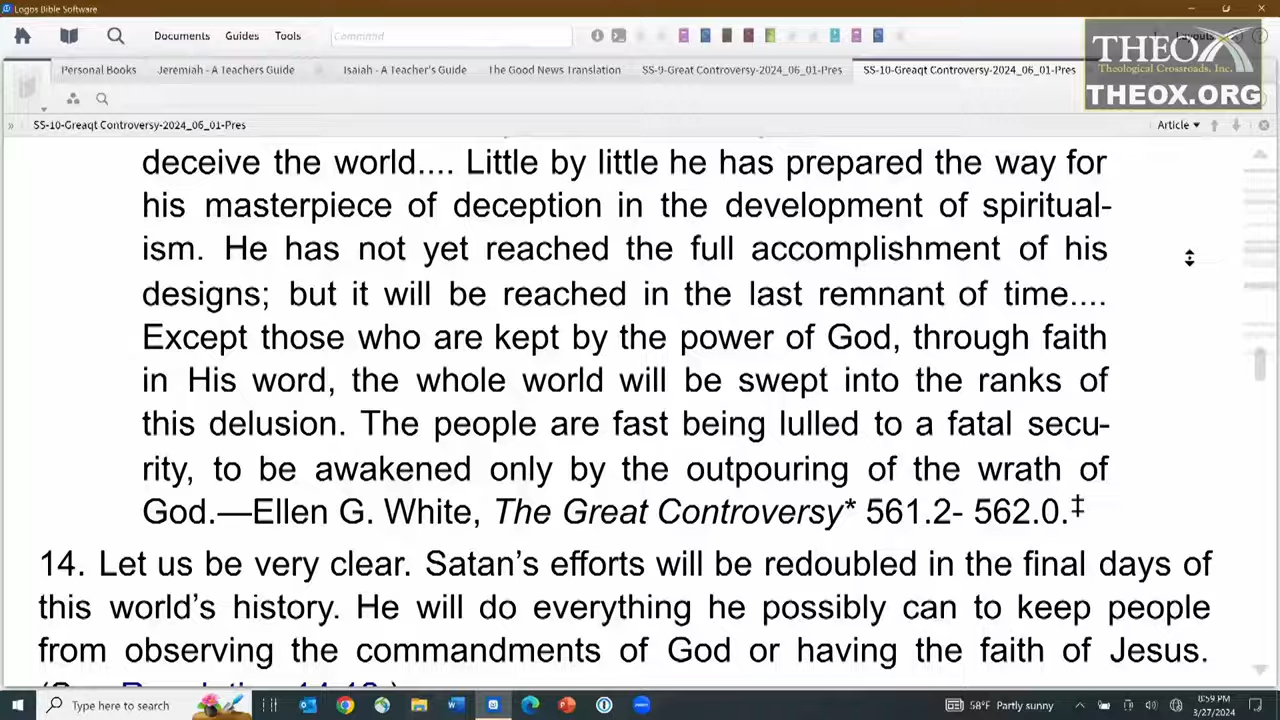 Logos Bible Software
Documents Guides Tools Command
THEOX
Theological Crossroads, Inc.
THEOX.ORG
Personal Books Jeremiah - A Teachers Guide Isaiah - A The Good News Translation SS-9-Great Controversy-2024_06_01-Pres SS-10-Greaqt Controversy-2024_06_01-Pres
SS-10-Greaqt Controversy-2024_06_01-Pres Article
deceive the world.... Little by little he has prepared the way for
his masterpiece of deception in the development of spiritual-
ism. He has not yet reached the full accomplishment of his
designs; but it will be reached in the last remnant of time....
Except those who are kept by the power of God, through faith
in His word, the whole world will be swept into the ranks of
this delusion. The people are fast being lulled to a fatal secu-
rity, to be awakened only by the outpouring of the wrath of
God.—Ellen G. White, The Great Controversy* 561.2- 562.0.‡
14. Let us be very clear. Satan's efforts will be redoubled in the final days of
this world's history. He will do everything he possibly can to keep people
from observing the commandments of God or having the faith of Jesus.
Type here to search 58°F Partly sunny 8:59 PM
3/27/2024